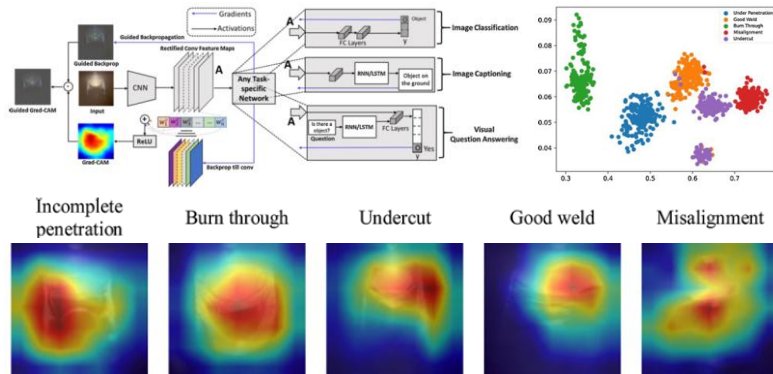 Gradients
Activations
Guided Backpropagation
Rectified Conv Feature Maps
Guided Backprop
A
CNN
Input
Guided Grad-CAM
Any Task-specific Network
ReLU
Grad-CAM
Backprop till conv
A
Object
FC Layers
y
Image Classification
A
RNN/LSTM
Object on the ground
Image Captioning
A
Is there a object?
Question
RNN/LSTM
FC Layers
Yes
y
Visual Question Answering
0.09
0.08
0.07
0.06
0.05
0.04
0.3
0.4
0.5
0.6
0.7
Under Penetration
Good Weld
Burn Through
Misalignment
Undercut
Incomplete penetration
Burn through
Undercut
Good weld
Misalignment